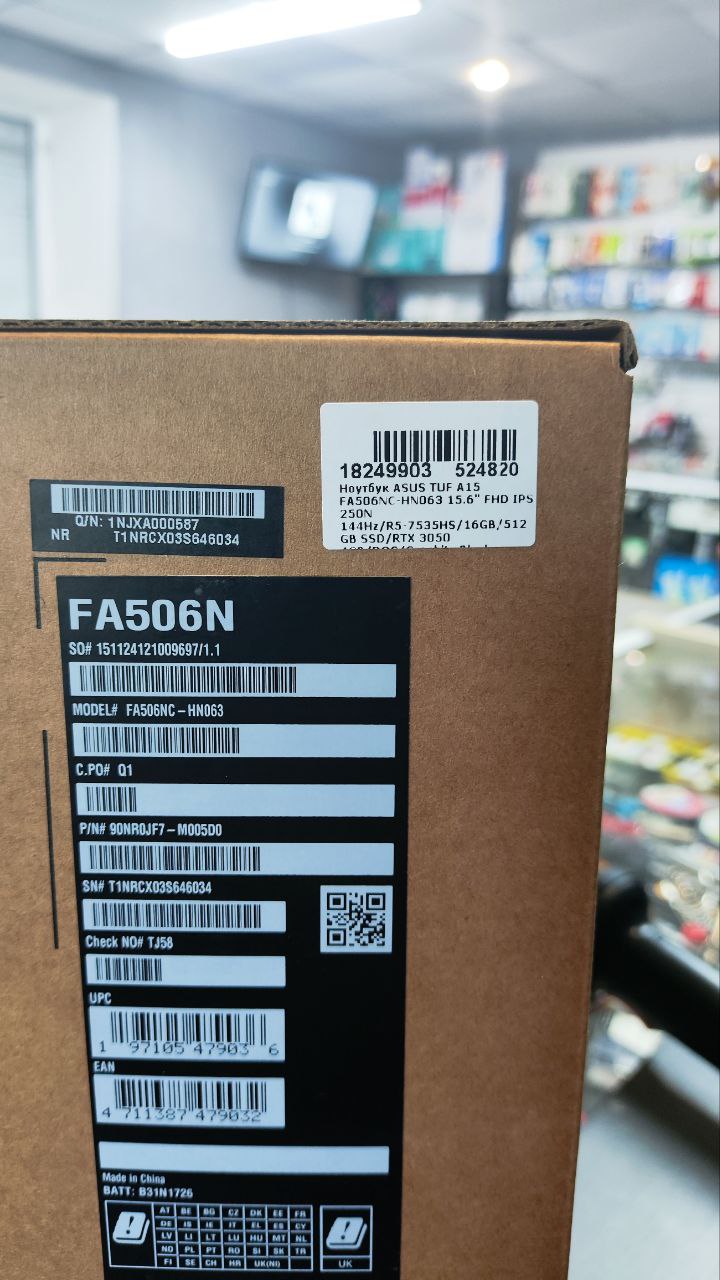 18249903 524820
Ноутбук ASUS TUF A15
FA506NC-HN063 15.6" FHD IPS
250N
144Hz/R5-7535HS/16GB/512
GB SSD/RTX 3050
Q/N: 1NJXA000587
NR T1NRCX03S646034
FA506N
SO# 151124121009697/1.1
MODEL# FA506NC-HN063
C.PO# Q1
P/N# 90NR0JF7-M005D0
SN# T1NRCX03S646034
Check NO# TJ58
UPC
1 97105 47903 6
EAN
4 711387 479032
Made in China
BATT: B31N1726
AT BE BG CZ DK EE FR
DE IS IE IT EL ES CY
LV LI LT LU HU MT NL
NO PL PT RO SI SK TR
FI SE CH HR UK(NI)
UK